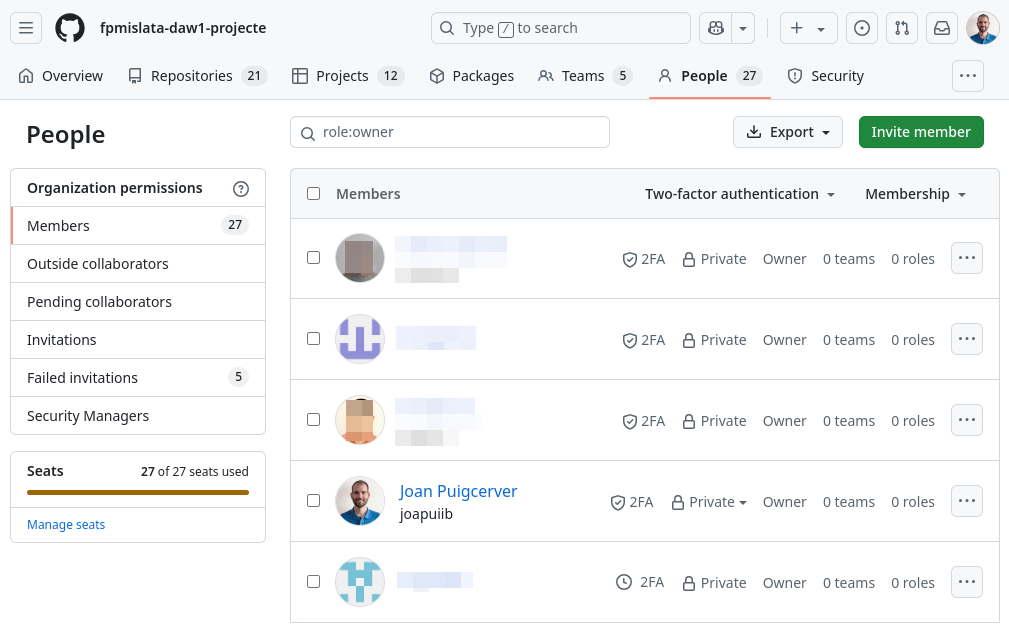 fpmislata-daw1-projecte
Type / to search
Overview
Repositories 21
Projects 12
Packages
Teams 5
People 27
Security
People
role:owner
Export
Invite member
Organization permissions
Members 27
Outside collaborators
Pending collaborators
Invitations
Failed invitations 5
Security Managers
Seats 27 of 27 seats used
Manage seats
Members Two-factor authentication Membership
2FA Private Owner 0 teams 0 roles
2FA Private Owner 0 teams 0 roles
2FA Private Owner 0 teams 0 roles
Joan Puigcerver
joapuiib
2FA Private Owner 0 teams 0 roles
2FA Private Owner 0 teams 0 roles